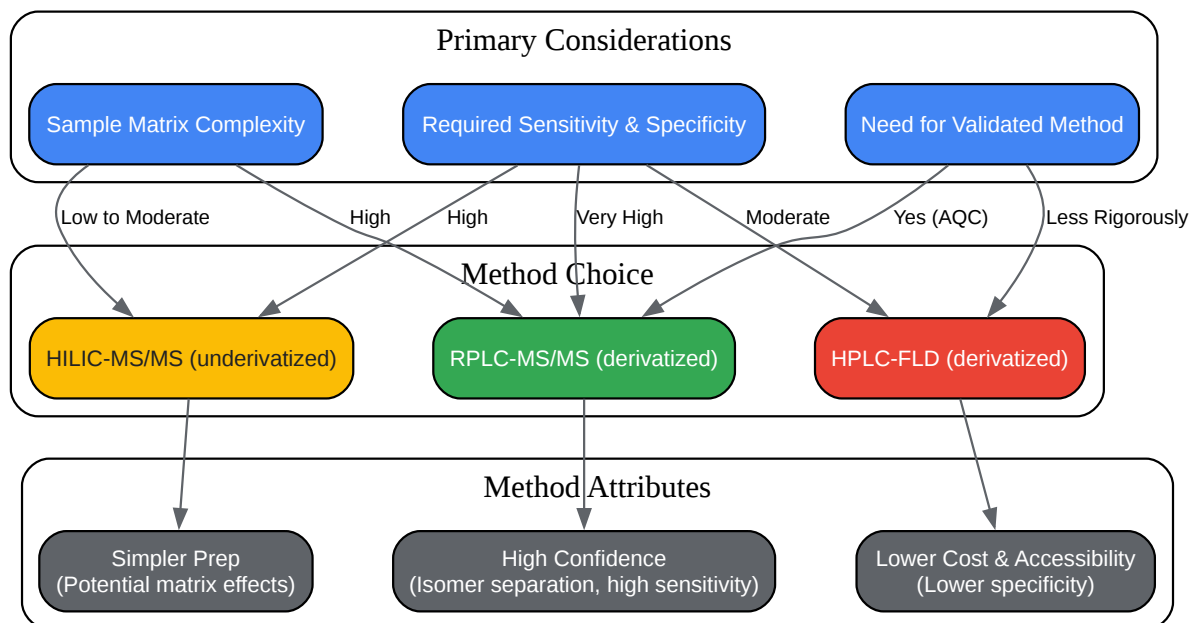 Primary Considerations
Sample Matrix Complexity
Required Sensitivity & Specificity
Need for Validated Method
Low to Moderate
High
High
Very High
Moderate
Yes (AQC)
Less Rigorously
Method Choice
HILIC-MS/MS (underivatized)
RPLC-MS/MS (derivatized)
HPLC-FLD (derivatized)
Method Attributes
Simpler Prep
(Potential matrix effects)
High Confidence
(Isomer separation, high sensitivity)
Lower Cost & Accessibility
(Lower specificity)